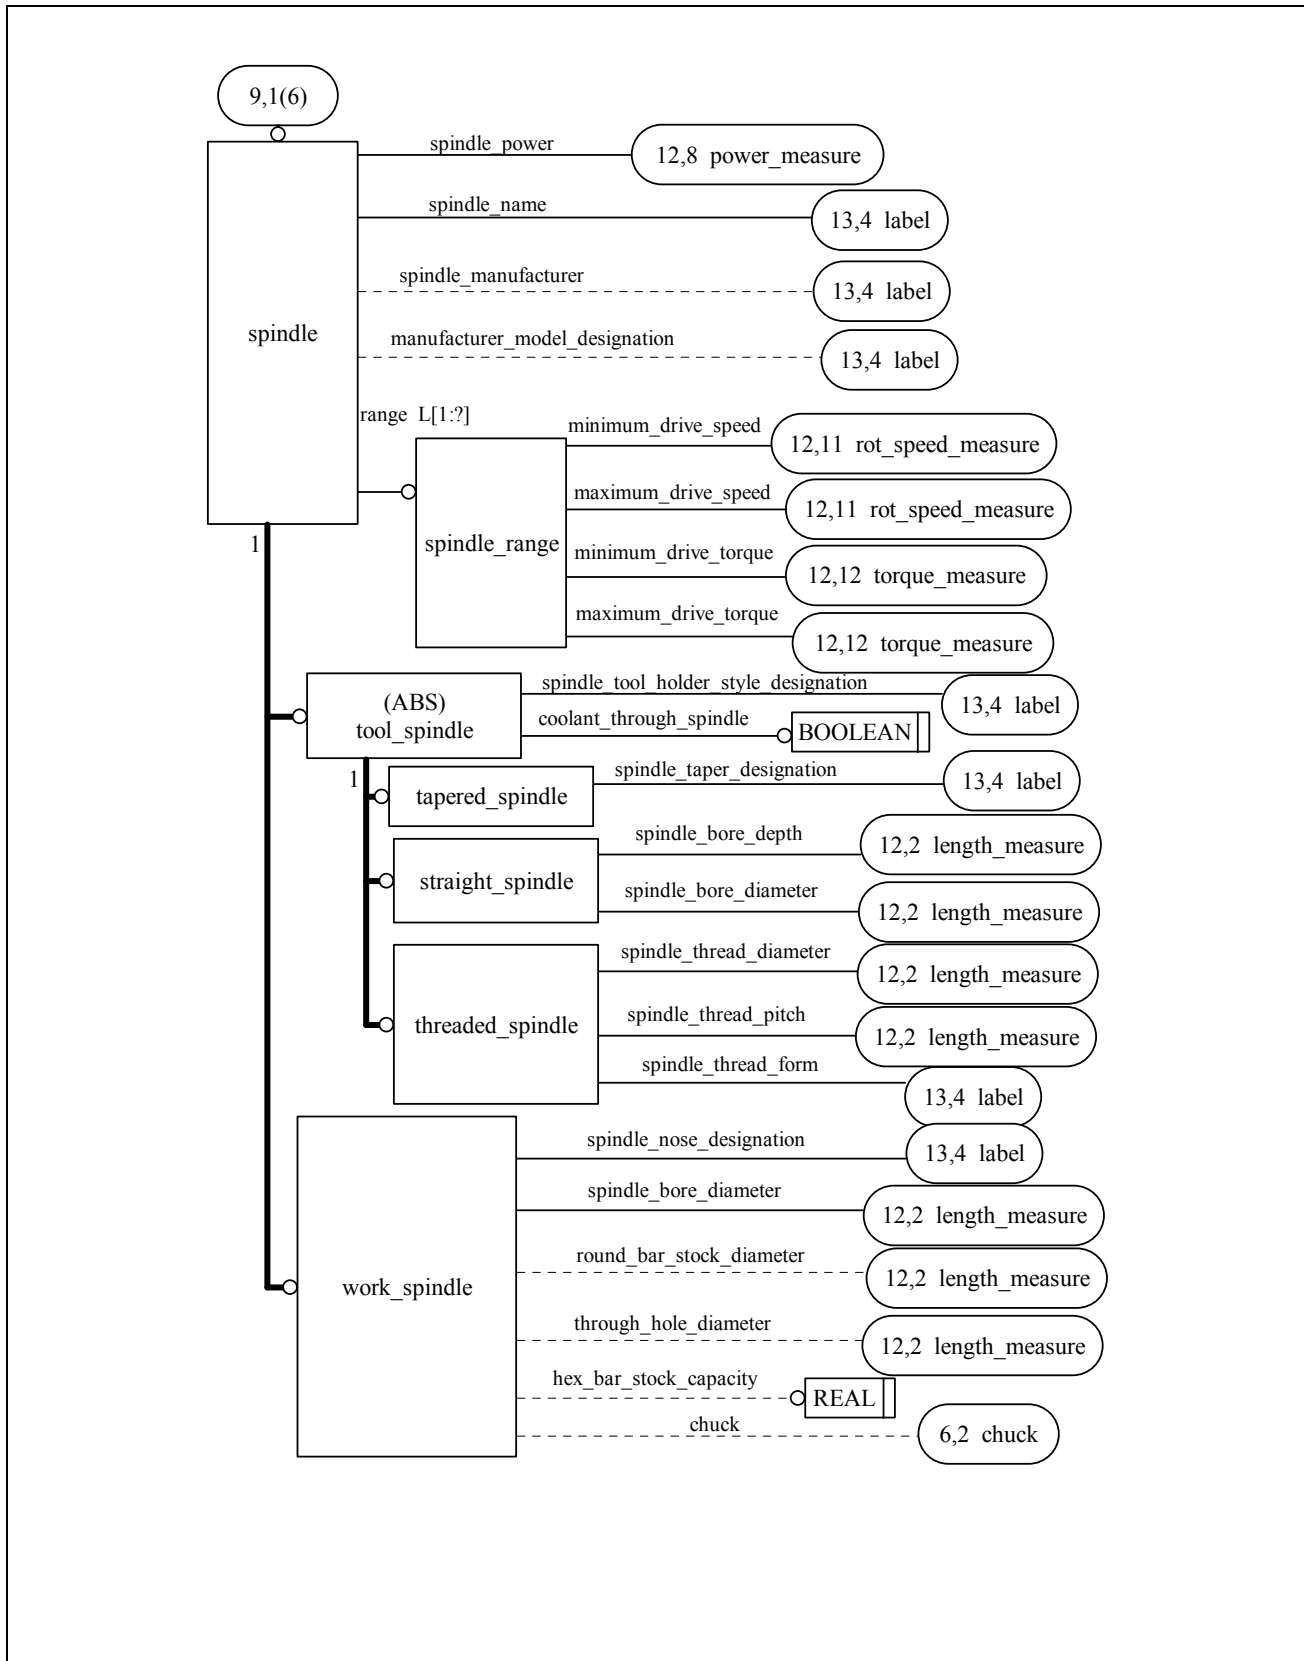 9,1(6)
spindle_power
12,8 power_measure
spindle_name
13,4 label
spindle_manufacturer
13,4 label
spindle
manufacturer_model_designation
13,4 label
range L[1:?]
minimum_drive_speed
12,11 rot_speed_measure
maximum_drive_speed
12,11 rot_speed_measure
1
spindle_range
minimum_drive_torque
12,12 torque_measure
maximum_drive_torque
12,12 torque_measure
(ABS)
tool_spindle
spindle_tool_holder_style_designation
13,4 label
coolant_through_spindle
BOOLEAN
1
tapered_spindle
spindle_taper_designation
13,4 label
straight_spindle
spindle_bore_depth
12,2 length_measure
spindle_bore_diameter
12,2 length_measure
threaded_spindle
spindle_thread_diameter
12,2 length_measure
spindle_thread_pitch
12,2 length_measure
spindle_thread_form
13,4 label
work_spindle
spindle_nose_designation
13,4 label
spindle_bore_diameter
12,2 length_measure
round_bar_stock_diameter
12,2 length_measure
through_hole_diameter
12,2 length_measure
hex_bar_stock_capacity
REAL
chuck
6,2 chuck